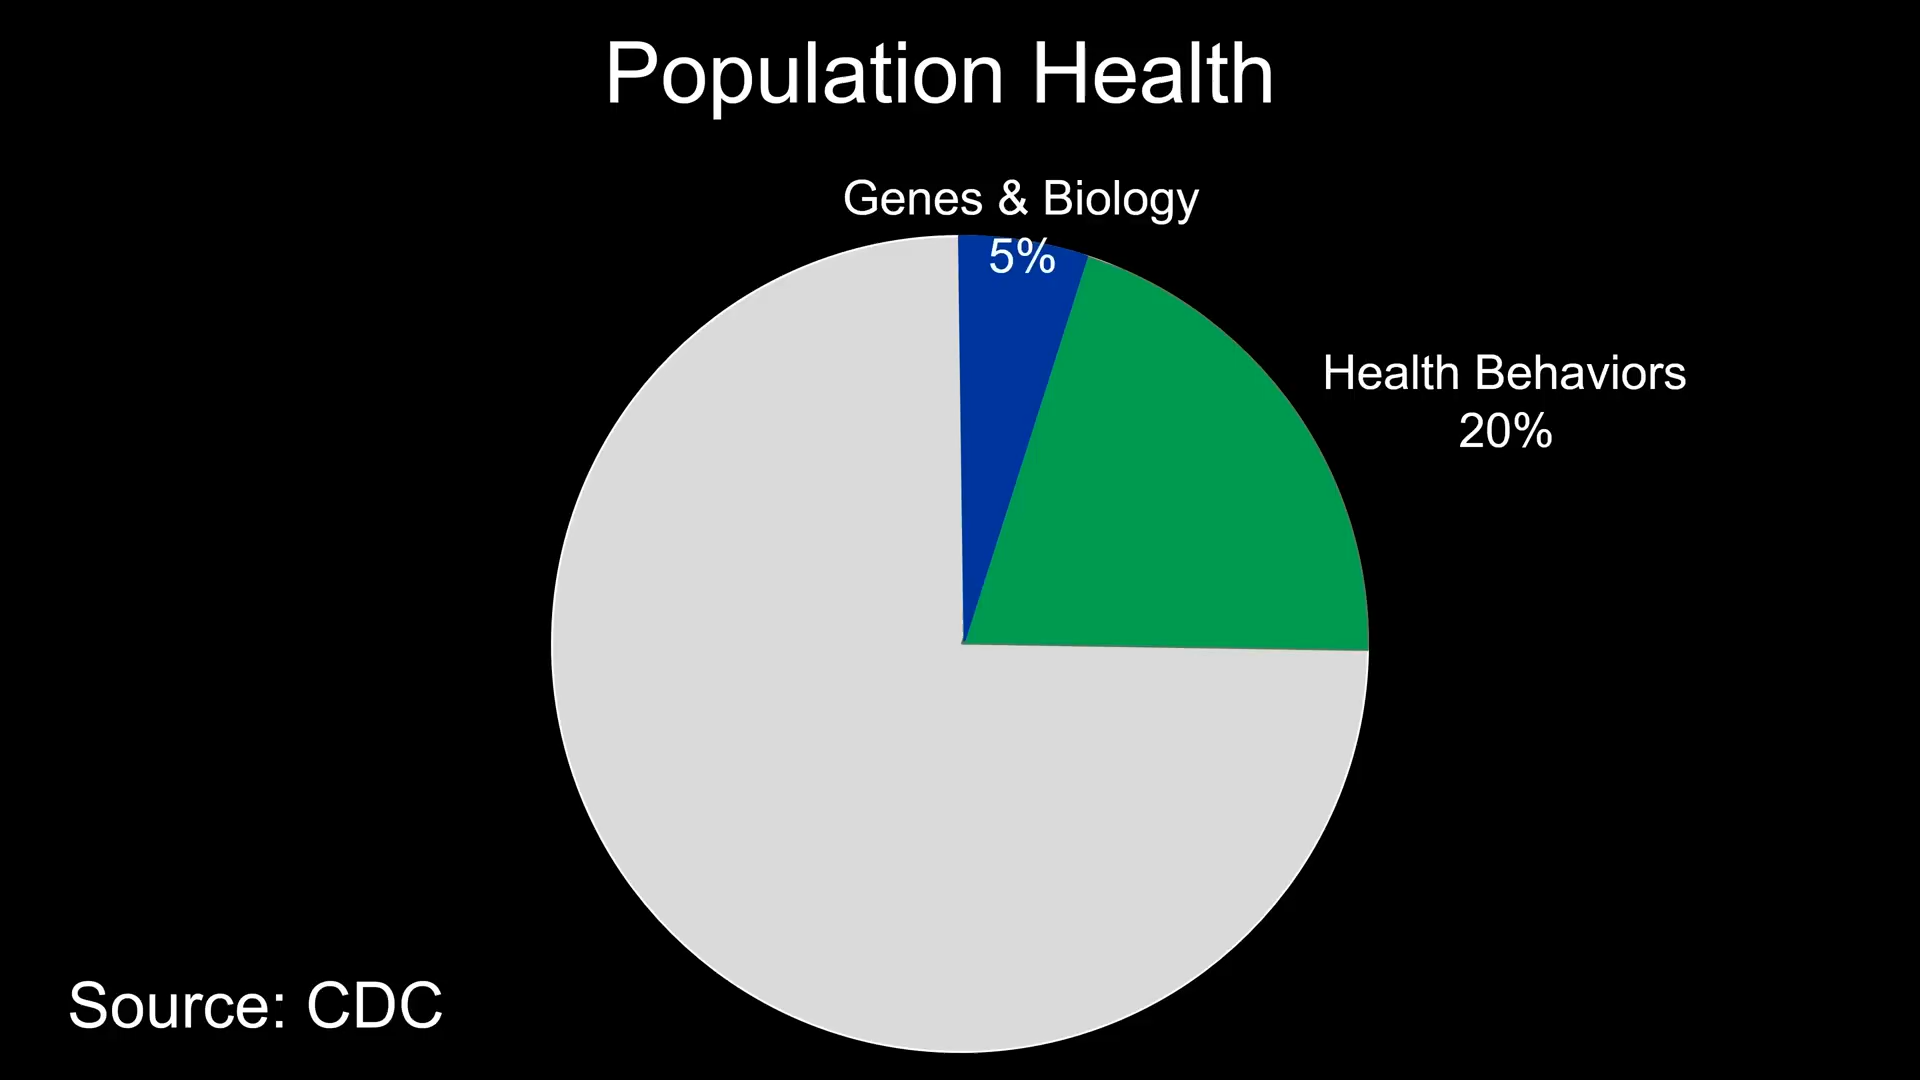 Population Health
Genes & Biology
5%
Health Behaviors
20%
Source: CDC